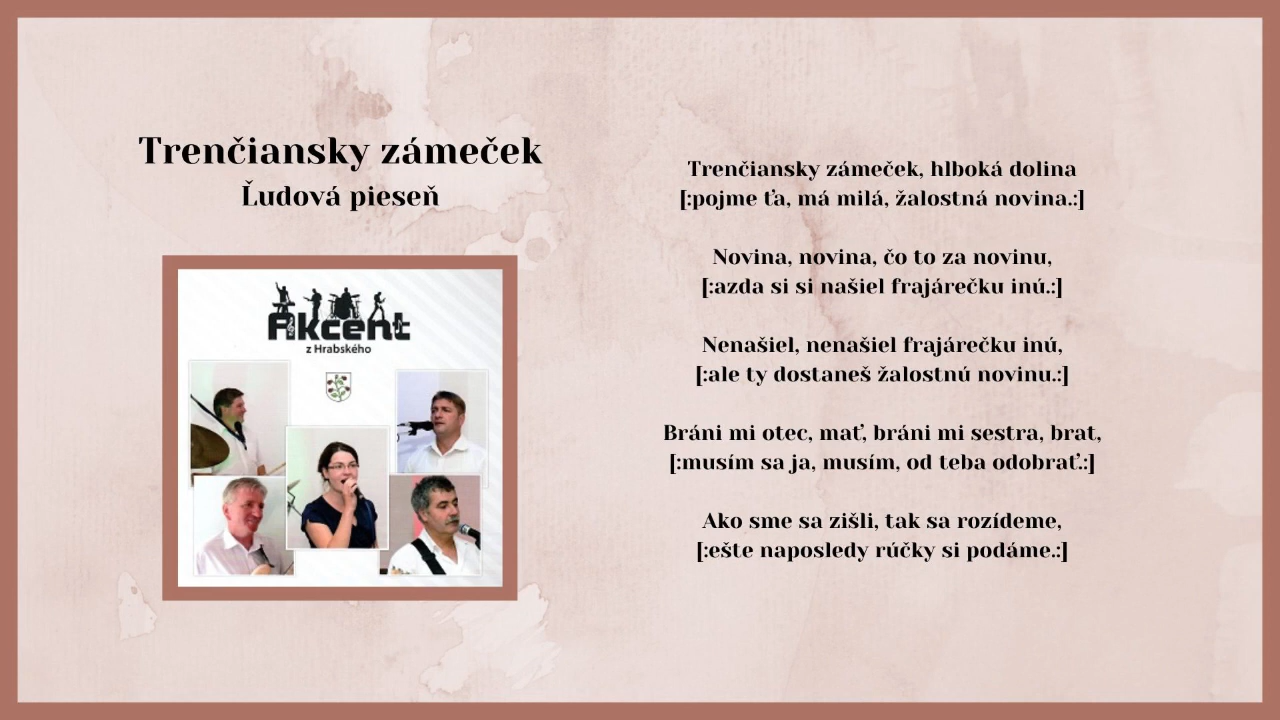 Trenčiansky zámeček
Ľudová pieseň
Akcent
z Hrabského
Trenčiansky zámeček, hlboká dolina
[:pojme ťa, má milá, žalostná novina.:]
Novina, novina, čo to za novinu,
[:azda si si našiel frajárečku inú.:]
Nenašiel, nenašiel frajárečku inú,
[:ale ty dostaneš žalostnú novinu.:]
Bráni mi otec, mať, bráni mi sestra, brat,
[:musím sa ja, musím, od teba odobrať.:]
Ako sme sa zišli, tak sa rozídeme,
[:ešte naposledy rúčky si podáme.:]